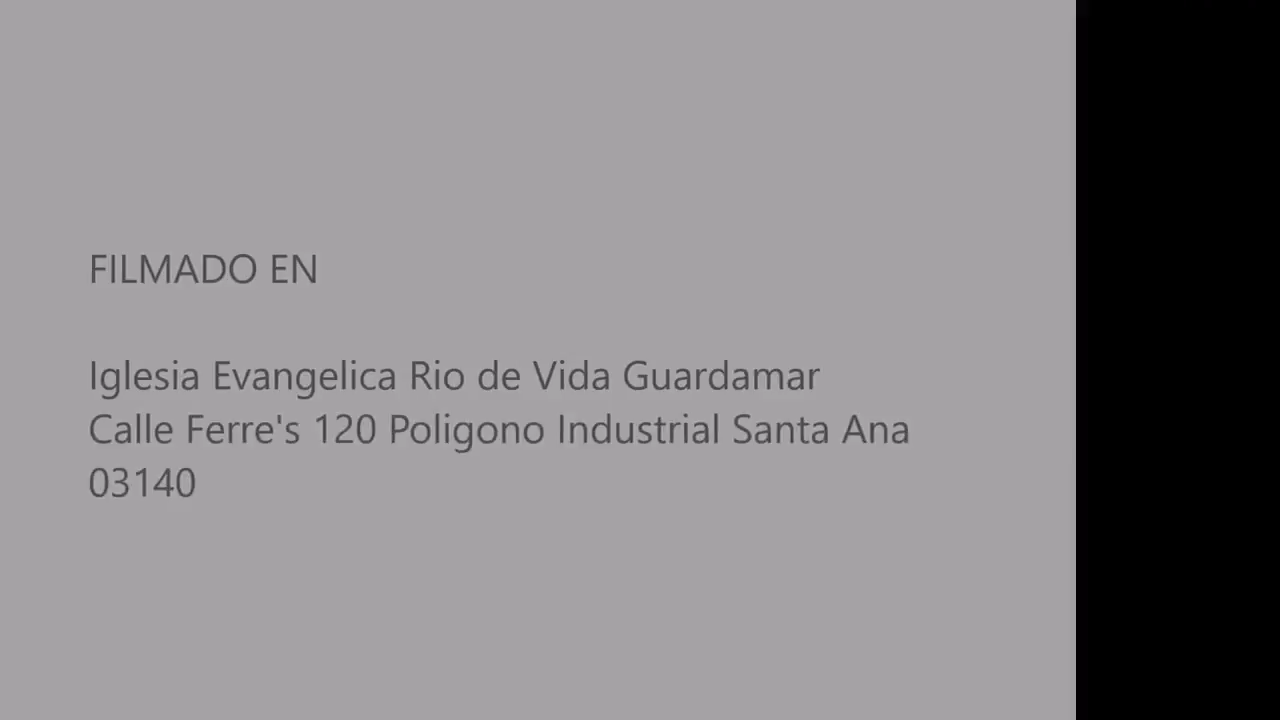 FILMADO EN
Iglesia Evangelica Rio de Vida Guardamar
Calle Ferre's 120 Poligono Industrial Santa Ana
03140